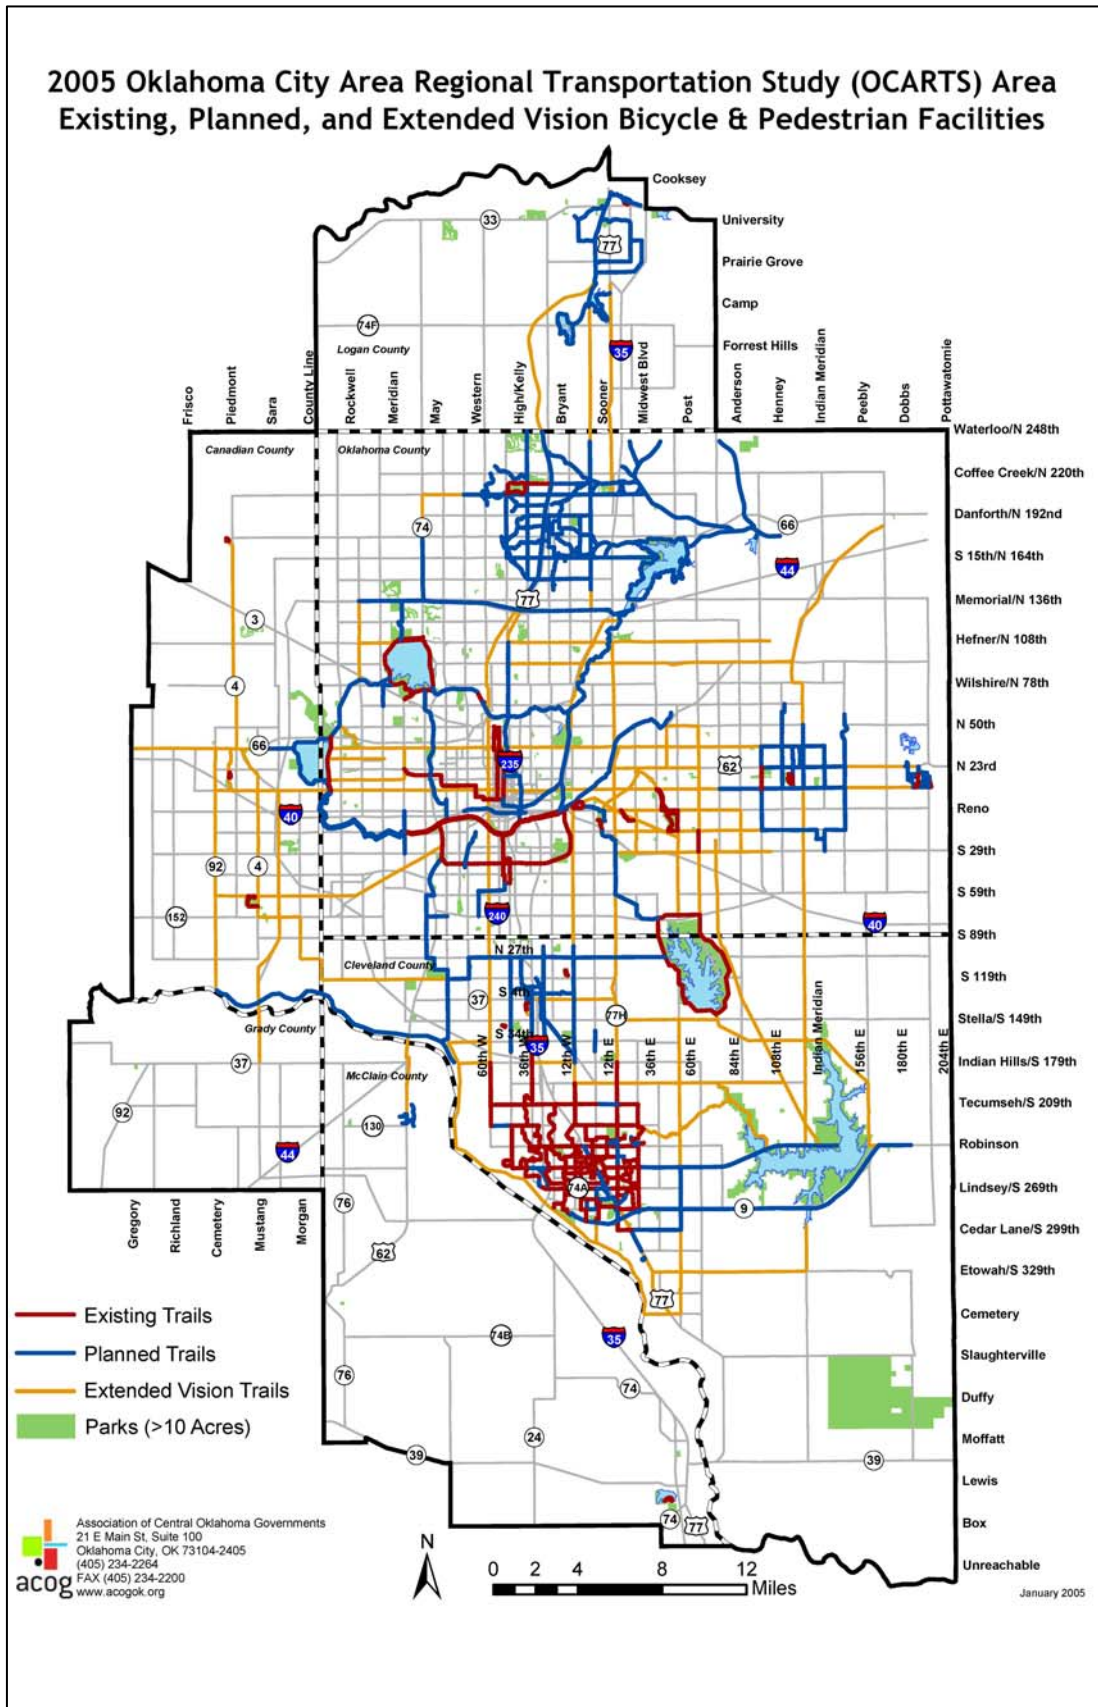 2005 Oklahoma City Area Regional Transportation Study (OCARTS) Area
Existing, Planned, and Extended Vision Bicycle & Pedestrian Facilities
Cooksey
University
33
77
Prairie Grove
Camp
74F
Logan County
35
Forrest Hills
Frisco
Piedmont
Sara
County Line
Rockwell
Meridian
May
Western
High/Kelly
Bryant
Sooner
Midwest Blvd
Post
Anderson
Henney
Indian Meridian
Peebly
Dobbs
Pottawatomie
Waterloo/N 248th
Canadian County
Oklahoma County
Coffee Creek/N 220th
74
66
Danforth/N 192nd
44
S 15th/N 164th
77
Memorial/N 136th
3
Hefner/N 108th
4
Wilshire/N 78th
N 50th
66
235
62
N 23rd
40
Reno
S 29th
92
4
S 59th
152
240
40
S 89th
N 27th
Cleveland County
S 119th
37
S 4th
77H
Indian Meridian
Stella/S 149th
Grady County
S 34th
35
60th W
36th W
12th W
12th E
36th E
60th E
84th E
108th E
156th E
180th E
204th E
Indian Hills/S 179th
37
McClain County
92
Tecumseh/S 209th
130
Robinson
44
74A
Lindsey/S 269th
Gregory
Richland
Cemetery
Mustang
Morgan
76
9
Cedar Lane/S 299th
62
Etowah/S 329th
77
Existing Trails
Cemetery
74B
35
Planned Trails
Slaughterville
76
74
Extended Vision Trails
Duffy
Parks (>10 Acres)
24
Moffatt
39
39
Lewis
74
77
Box
Association of Central Oklahoma Governments
21 E Main St, Suite 100
Oklahoma City, OK 73104-2405
(405) 234-2264
FAX (405) 234-2200
www.acogok.org
acog
N
0 2 4 8 12
Miles
Unreachable
January 2005